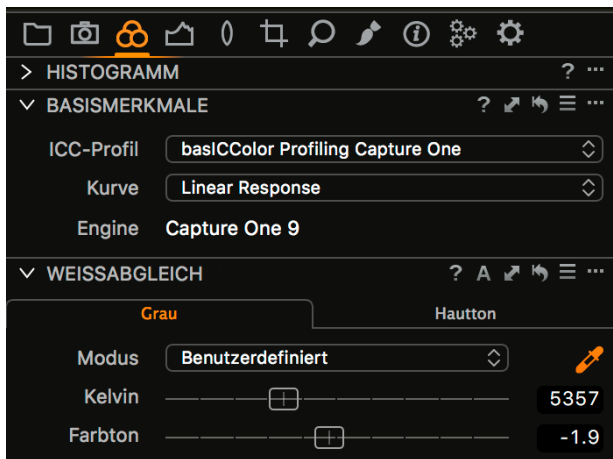 HISTOGRAMM ? ...
BASISMERKMALE ?
ICC-Profil basICColor Profiling Capture One
Kurve Linear Response
Engine Capture One 9
WEISSABGLEICH ? A
Grau Hautton
Modus Benutzerdefiniert
Kelvin 5357
Farbton -1.9